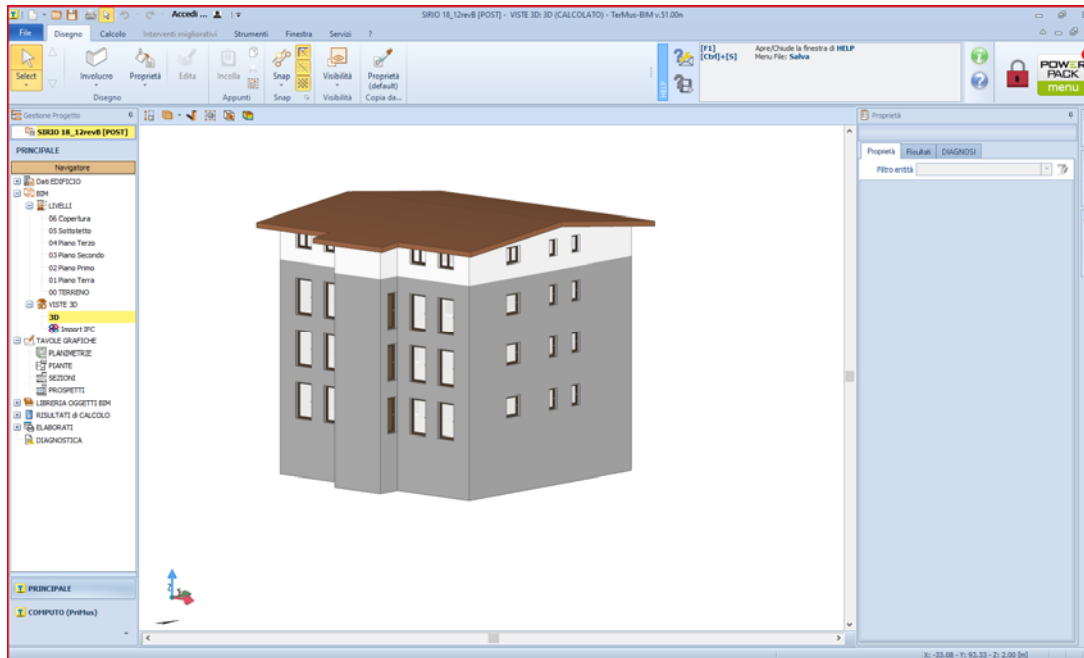 Accedi ...
SIRIO 18_12revB [POST] - VISTE 3D: 3D (CALCOLATO) - TerMus-BIM v.51.00n
File Disegno Calcolo Interventi migliorativi Strumenti Finestra Servizi ?
Select Involucro Proprietà Edita Incolla Snap Visibilità Proprietà (default)
Disegno Appunti Snap Visibilità Copia da...
HELP
[F1] Apre/Chiude la finestra di HELP
[Ctrl]+[S] Menu File: Salva
POWER
PACK
menu
Gestione Progetto
SIRIO 18_12revB [POST]
PRINCIPALE
Navigatore
Dati EDIFICIO
BIM
LIVELLI
06 Copertura
05 Sottotetto
04 Piano Terzo
03 Piano Secondo
02 Piano Primo
01 Piano Terra
00 TERRENO
VISTE 3D
3D
Import IFC
TAVOLE GRAFICHE
PLANIMETRIE
PIANTE
SEZIONI
PROSPETTI
LIBRERIA OGGETTI BIM
RISULTATI di CALCOLO
ELABORATI
DIAGNOSTICA
PRINCIPALE
COMPUTO (PriMus)
Z
Proprietà
Proprietà Risultati DIAGNOSI
Filtro entità
X: -33.08 - Y: 93.33 - Z: 2.00 [m]